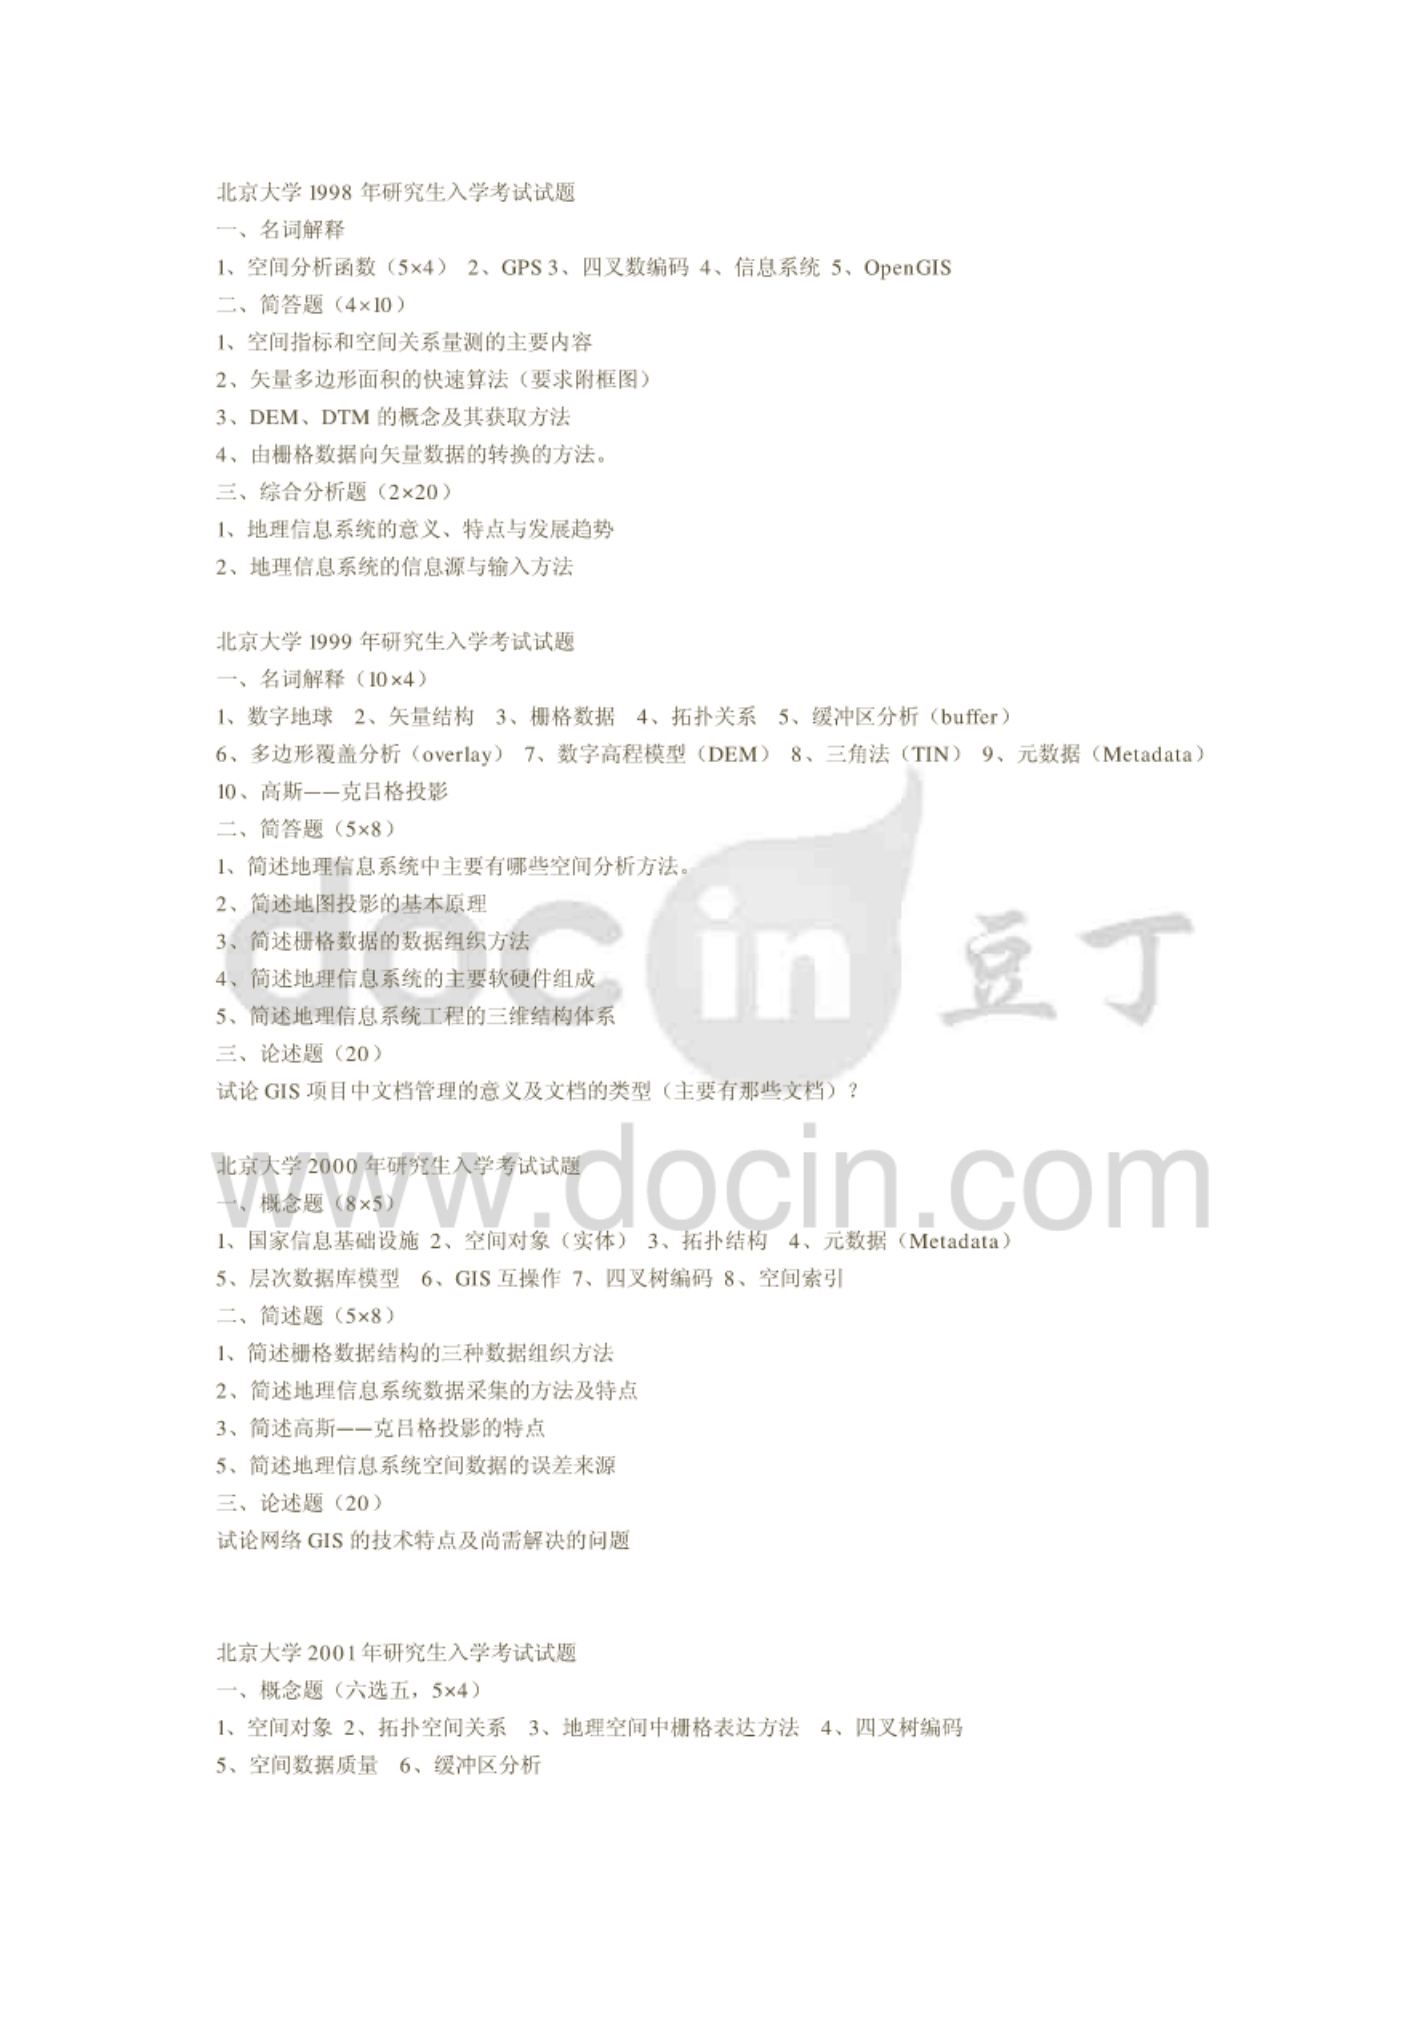 北京大学 1998 年研究生入学考试试题
一、名词解释
1、空间分析函数（5×4） 2、GPS 3、四叉数编码 4、信息系统 5、OpenGIS
二、简答题（4×10）
1、空间指标和空间关系量测的主要内容
2、矢量多边形面积的快速算法（要求附框图）
3、DEM、DTM 的概念及其获取方法
4、由栅格数据向矢量数据的转换的方法。
三、综合分析题（2×20）
1、地理信息系统的意义、特点与发展趋势
2、地理信息系统的信息源与输入方法
北京大学 1999 年研究生入学考试试题
一、名词解释（10×4）
1、数字地球 2、矢量结构 3、栅格数据 4、拓扑关系 5、缓冲区分析（buffer）
6、多边形覆盖分析（overlay） 7、数字高程模型（DEM） 8、三角法（TIN） 9、元数据（Metadata）
10、高斯——克吕格投影
二、简答题（5×8）
1、简述地理信息系统中主要有哪些空间分析方法。
2、简述地图投影的基本原理
3、简述栅格数据的数据组织方法
4、简述地理信息系统的主要软硬件组成
5、简述地理信息系统工程的三维结构体系
docin 豆丁
三、论述题（20）
试论 GIS 项目中文档管理的意义及文档的类型（主要有那些文档）？
www.docin.com
北京大学 2000 年研究生入学考试试题
一、概念题（8×5）
1、国家信息基础设施 2、空间对象（实体） 3、拓扑结构 4、元数据（Metadata）
5、层次数据库模型 6、GIS 互操作 7、四叉树编码 8、空间索引
二、简述题（5×8）
1、简述栅格数据结构的三种数据组织方法
2、简述地理信息系统数据采集的方法及特点
3、简述高斯——克吕格投影的特点
5、简述地理信息系统空间数据的误差来源
三、论述题（20）
试论网络 GIS 的技术特点及尚需解决的问题
北京大学 2001 年研究生入学考试试题
一、概念题（六选五，5×4）
1、空间对象 2、拓扑空间关系 3、地理空间中栅格表达方法 4、四叉树编码
5、空间数据质量 6、缓冲区分析